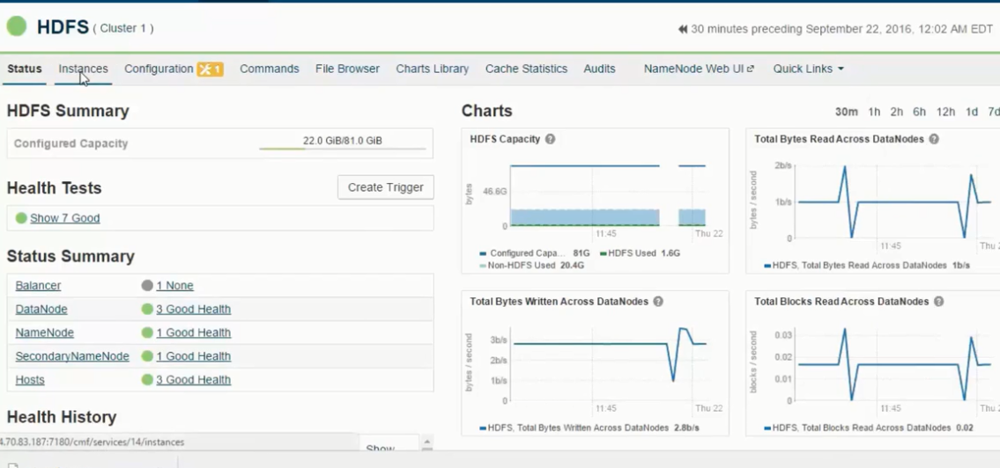 HDFS ( Cluster 1 )
30 minutes preceding September 22, 2016, 12:02 AM EDT
Status Instances Configuration 1 Commands File Browser Charts Library Cache Statistics Audits NameNode Web UI Quick Links
HDFS Summary
Configured Capacity 22.0 GiB/81.0 GiB
Health Tests
Create Trigger
Show 7 Good
Status Summary
Balancer 1 None
DataNode 3 Good Health
NameNode 1 Good Health
SecondaryNameNode 1 Good Health
Hosts 3 Good Health
Health History
4.70.83.187:7180/cmf/services/14/instances
Show
Charts
30m 1h 2h 6h 12h 1d 7d
HDFS Capacity
bytes
46.6G
0
11:45 Thu 22
Configured Capa... 81G HDFS Used 1.6G
Non-HDFS Used 20.4G
Total Bytes Read Across DataNodes
bytes / second
2b/s
1b/s
0
11:45 Thu 22
HDFS, Total Bytes Read Across DataNodes 1b/s
Total Bytes Written Across DataNodes
bytes / second
3b/s
2b/s
1b/s
0
11:45 Thu 22
HDFS, Total Bytes Written Across DataNodes 2.8b/s
Total Blocks Read Across DataNodes
blocks / second
0.03
0.02
0.01
0
11:45 Thu 22
HDFS, Total Blocks Read Across DataNodes 0.02